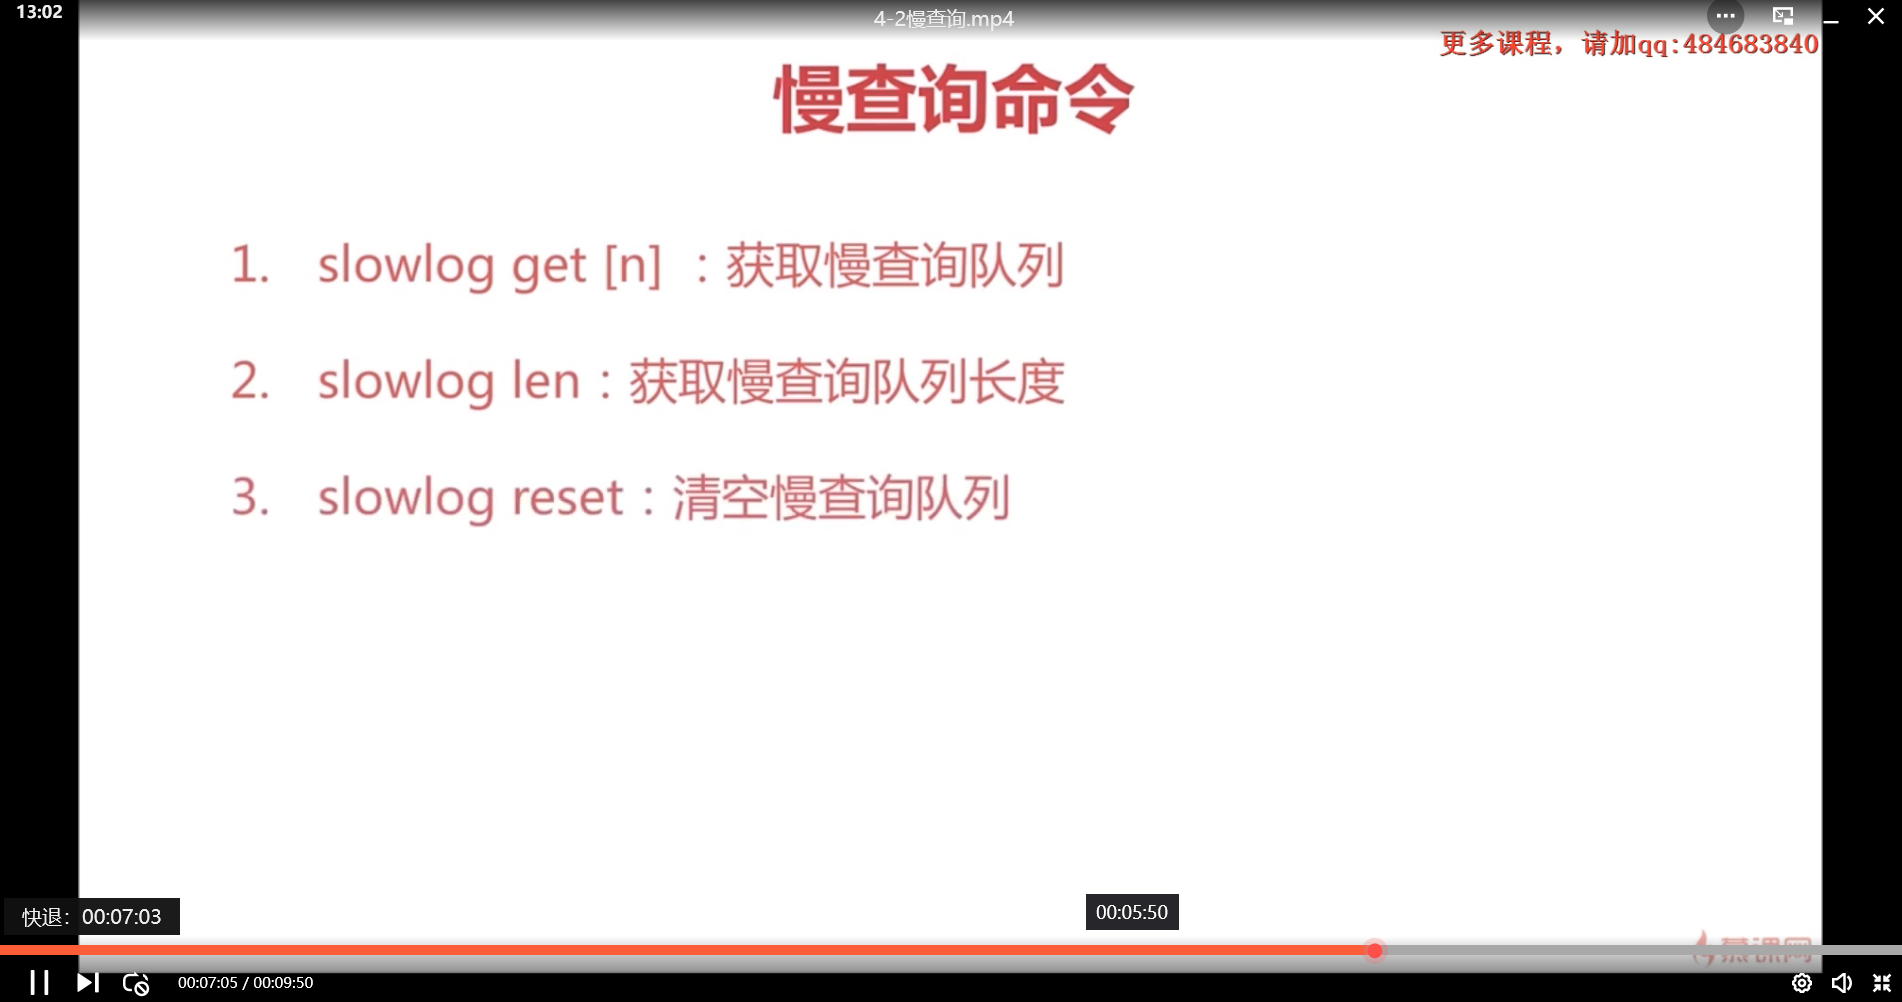 13:02
4-2慢查询.mp4
更多课程，请加qq:484683840
慢查询命令
1. slowlog get [n] ：获取慢查询队列
2. slowlog len：获取慢查询队列长度
3. slowlog reset：清空慢查询队列
快退：00:07:03
00:05:50
慕课网
00:07:05 / 00:09:50